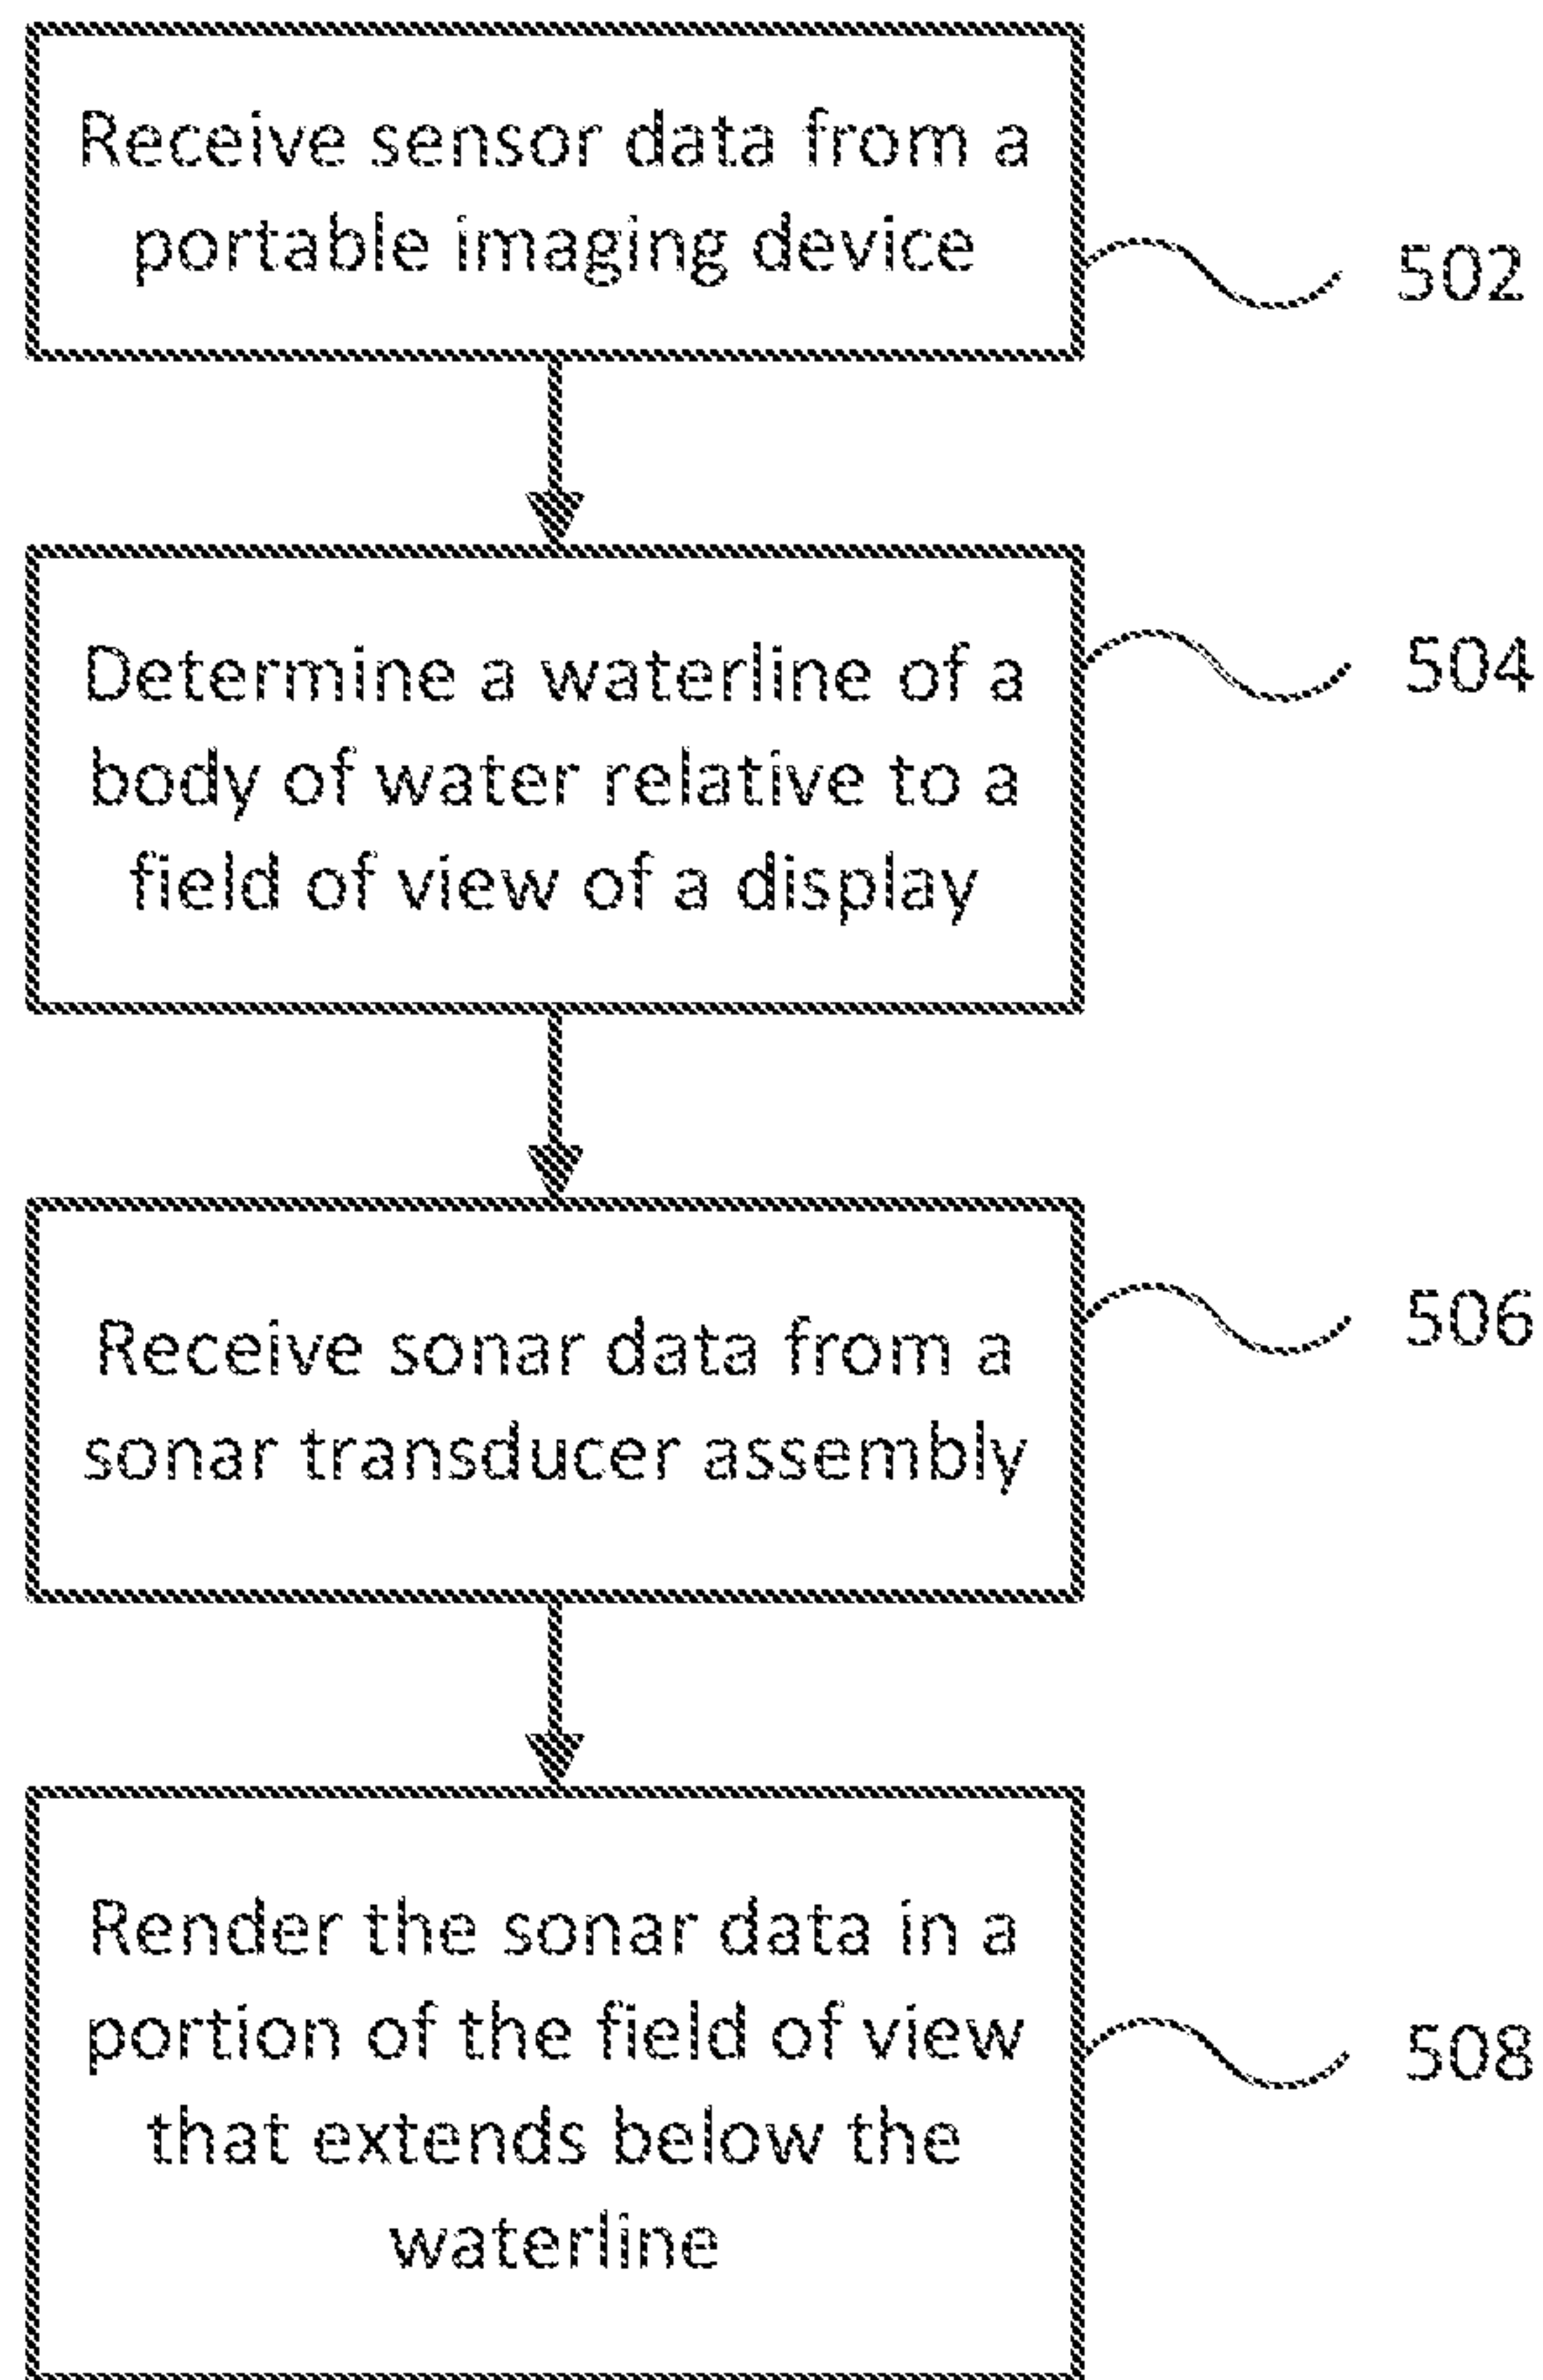 Receive sensor data from a
portable imaging device
502
Determine a waterline of a
body of water relative to a
field of view of a display
504
Receive sonar data from a
sonar transducer assembly
506
Render the sonar data in a
portion of the field of view
that extends below the
waterline
508